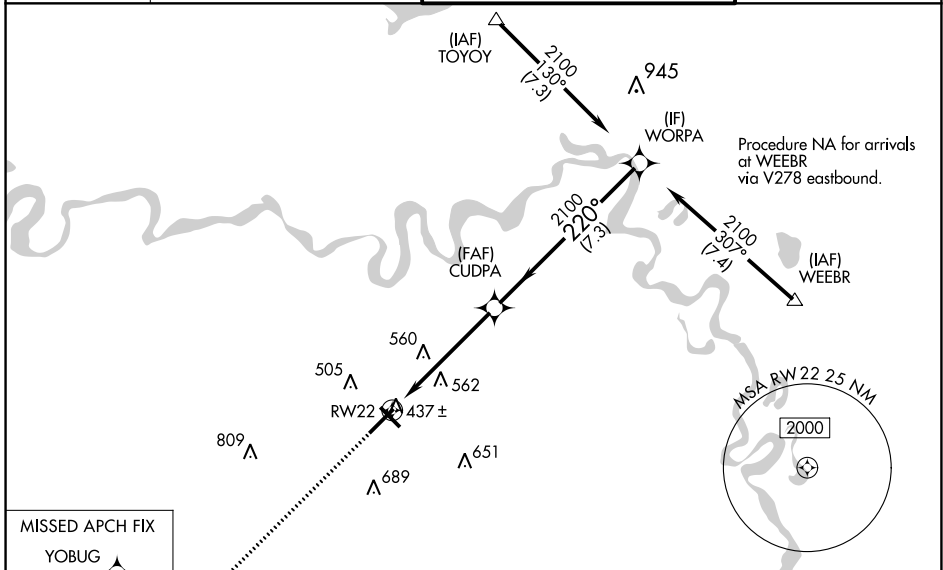 (IAF)
TOYOY
2100
130°
(7.3)
945
(IF)
WORPA
Procedure NA for arrivals
at WEEBR
via V278 eastbound.
2100
220°
(7.3)
2100
307°
(7.4)
(IAF)
WEEBR
(FAF)
CUDPA
560
505
562
RW22
437 ±
809
651
689
MSA RW22 25 NM
2000
MISSED APCH FIX
YOBUG